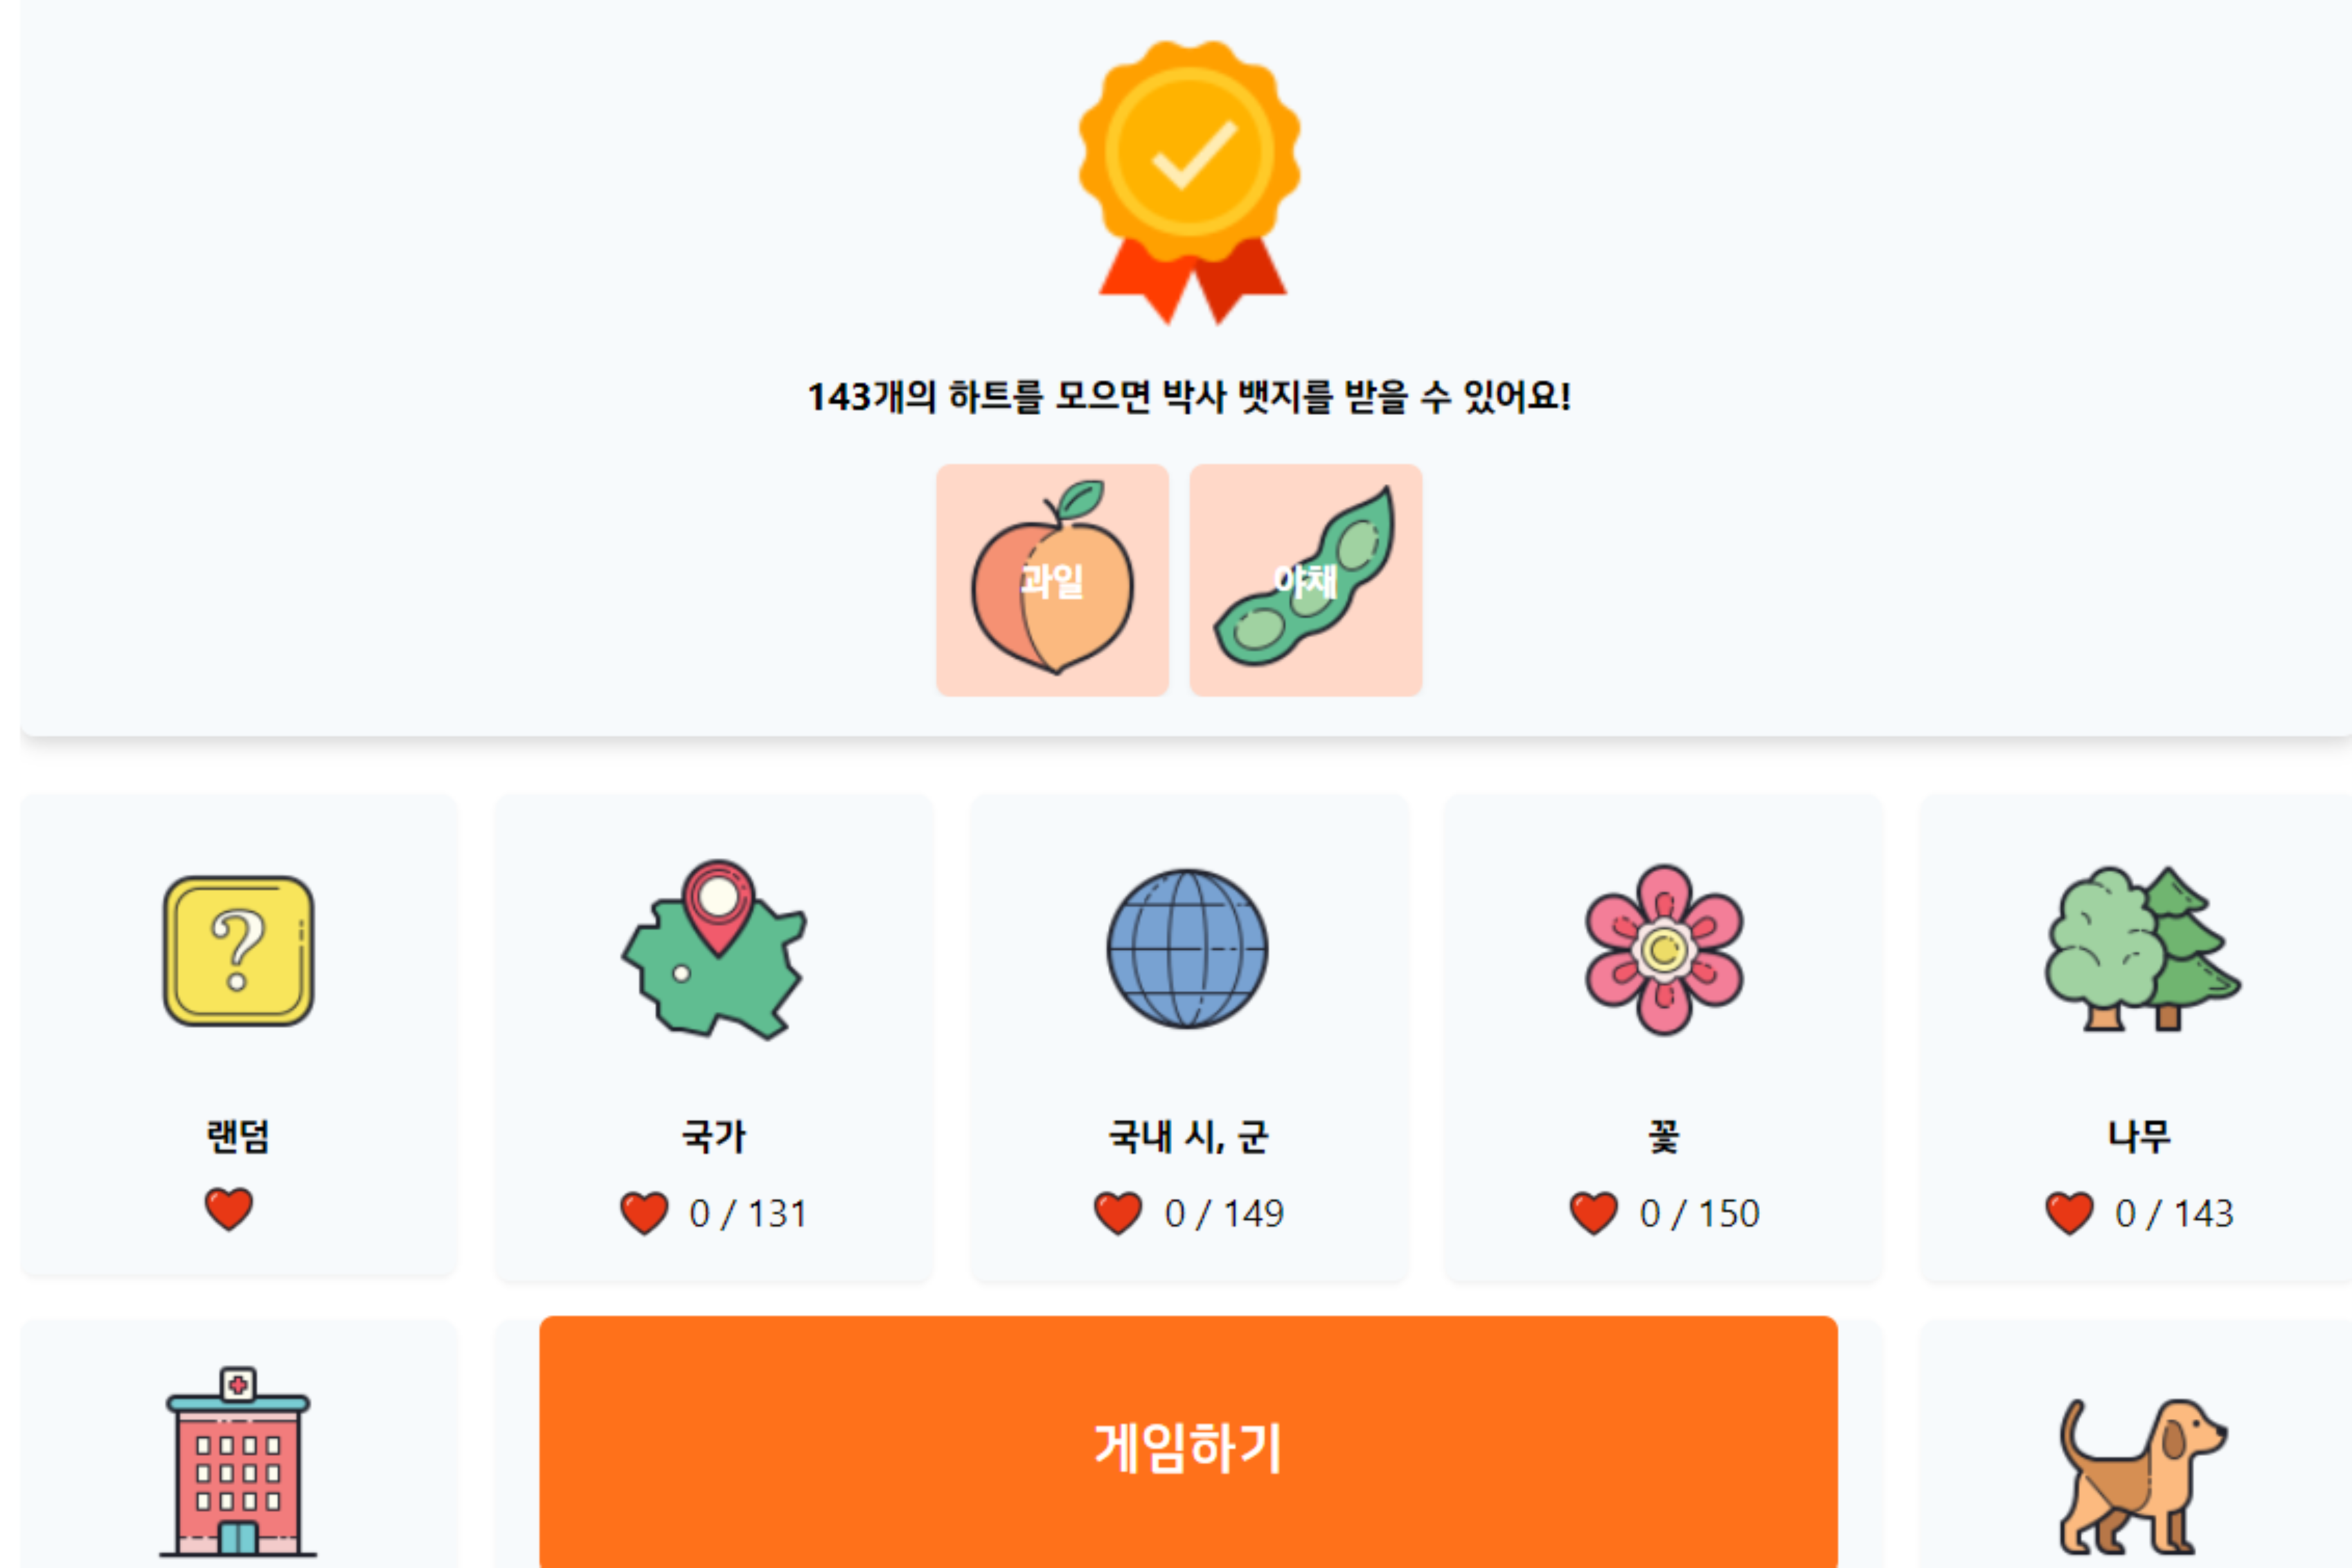 143개의 하트를 모으면 박사 뱃지를 받을 수 있어요!
과일
야채
?
랜덤
국가
국내 시, 군
꽃
나무
0 / 131
0 / 149
0 / 150
0 / 143
게임하기